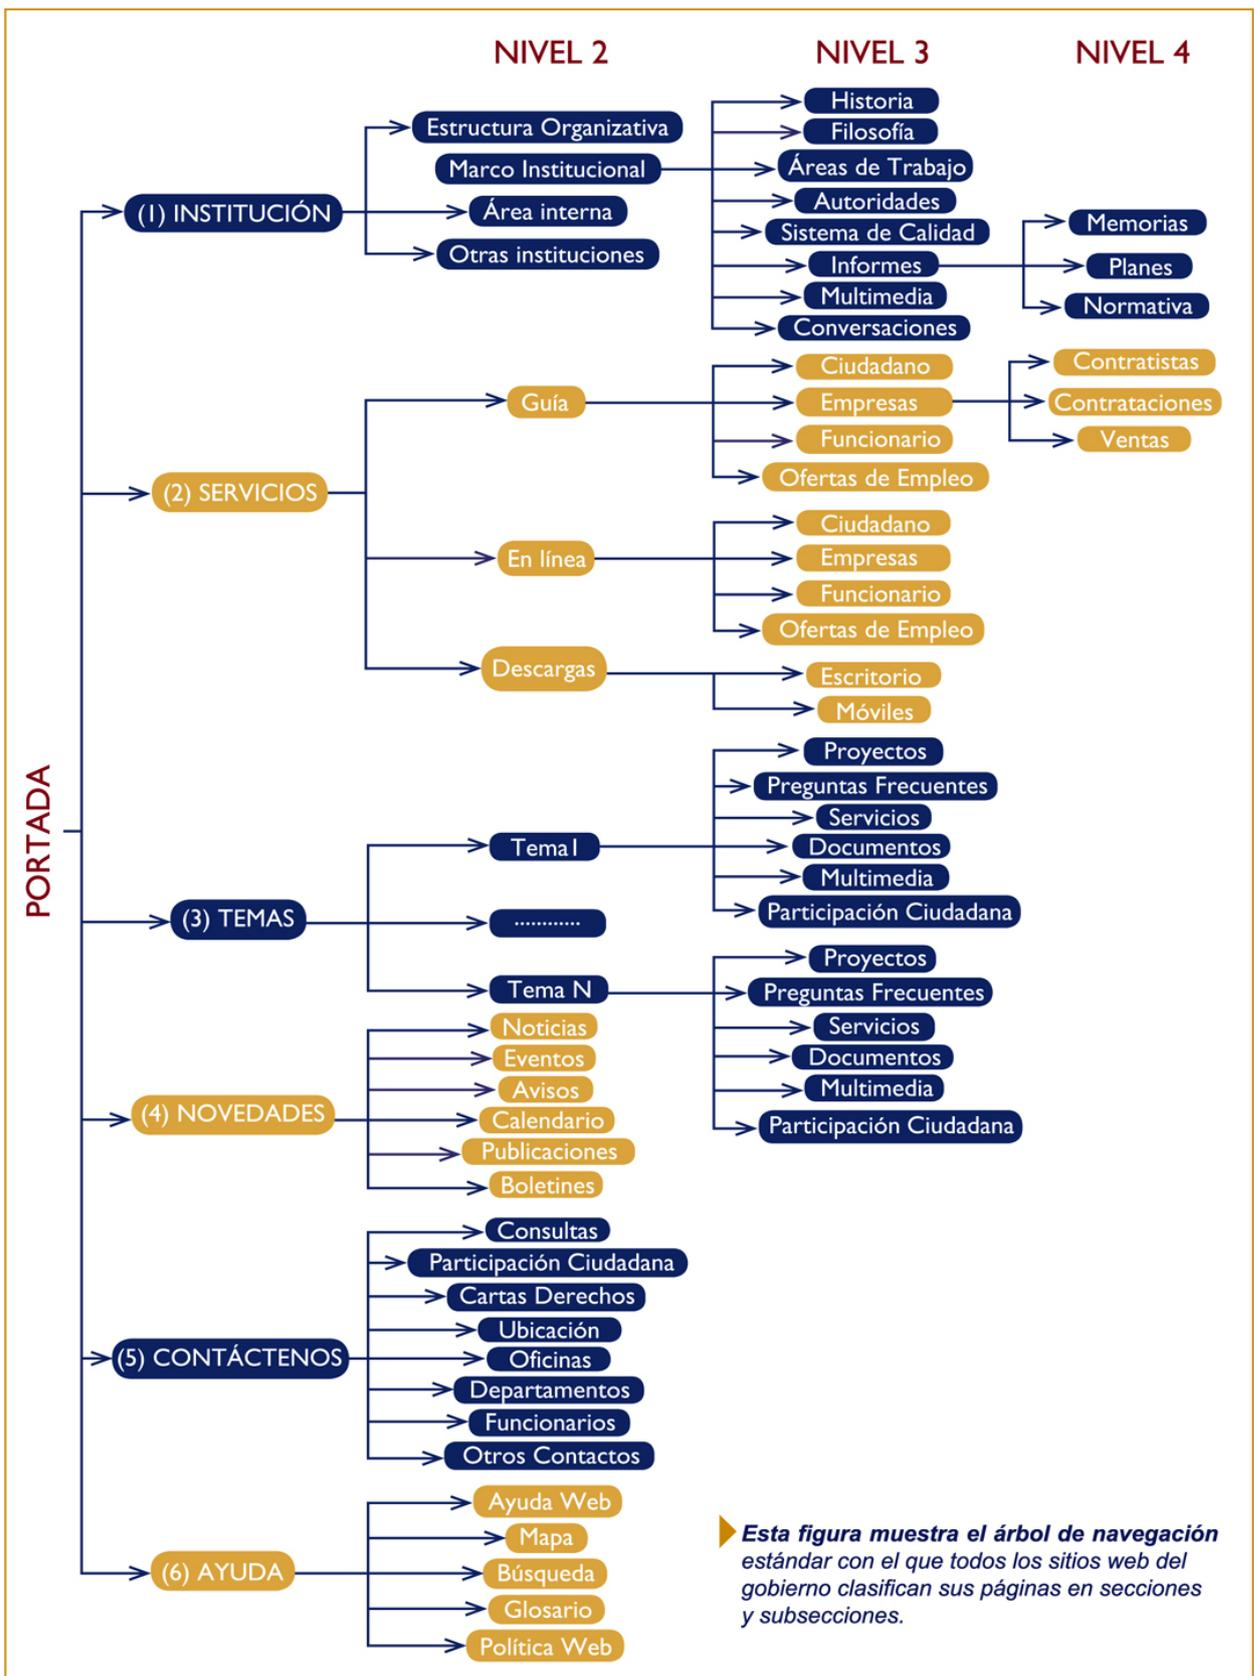 NIVEL 2
NIVEL 3
NIVEL 4
PORTADA
(1) INSTITUCIÓN
Estructura Organizativa
Marco Institucional
Área interna
Otras instituciones
Historia
Filosofía
Áreas de Trabajo
Autoridades
Sistema de Calidad
Informes
Multimedia
Conversaciones
Memorias
Planes
Normativa
(2) SERVICIOS
Guía
Ciudadano
Empresas
Funcionario
Ofertas de Empleo
Contratistas
Contrataciones
Ventas
En línea
Ciudadano
Empresas
Funcionario
Ofertas de Empleo
Descargas
Escritorio
Móviles
(3) TEMAS
Tema1
Proyectos
Preguntas Frecuentes
Servicios
Documentos
Multimedia
Participación Ciudadana
............
Tema N
Proyectos
Preguntas Frecuentes
Servicios
Documentos
Multimedia
Participación Ciudadana
(4) NOVEDADES
Noticias
Eventos
Avisos
Calendario
Publicaciones
Boletines
(5) CONTÁCTENOS
Consultas
Participación Ciudadana
Cartas Derechos
Ubicación
Oficinas
Departamentos
Funcionarios
Otros Contactos
(6) AYUDA
Ayuda Web
Mapa
Búsqueda
Glosario
Política Web
Esta figura muestra el árbol de navegación
estándar con el que todos los sitios web del
gobierno clasifican sus páginas en secciones
y subsecciones.